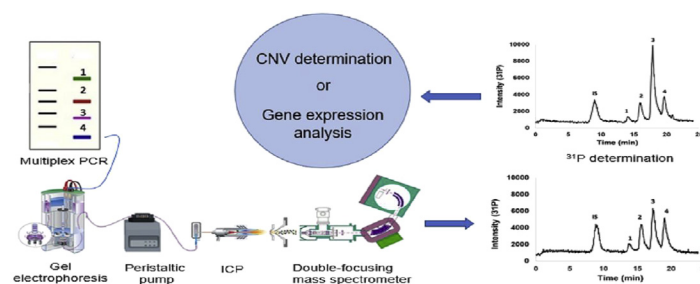 1
2
3
4
Multiplex PCR
Gel
electrophoresis
Peristaltic
pump
ICP
Double-focusing
mass spectrometer
CNV determination
or
Gene expression
analysis
Intensity (31P)
10000
8000
6000
4000
2000
0
IS
1
2
3
4
0 5 10 15 20 25
Time (min)
³¹P determination
Intensity (31P)
10000
8000
6000
4000
2000
0
IS
1
2
3
4
0 5 10 15 20
Time (min)